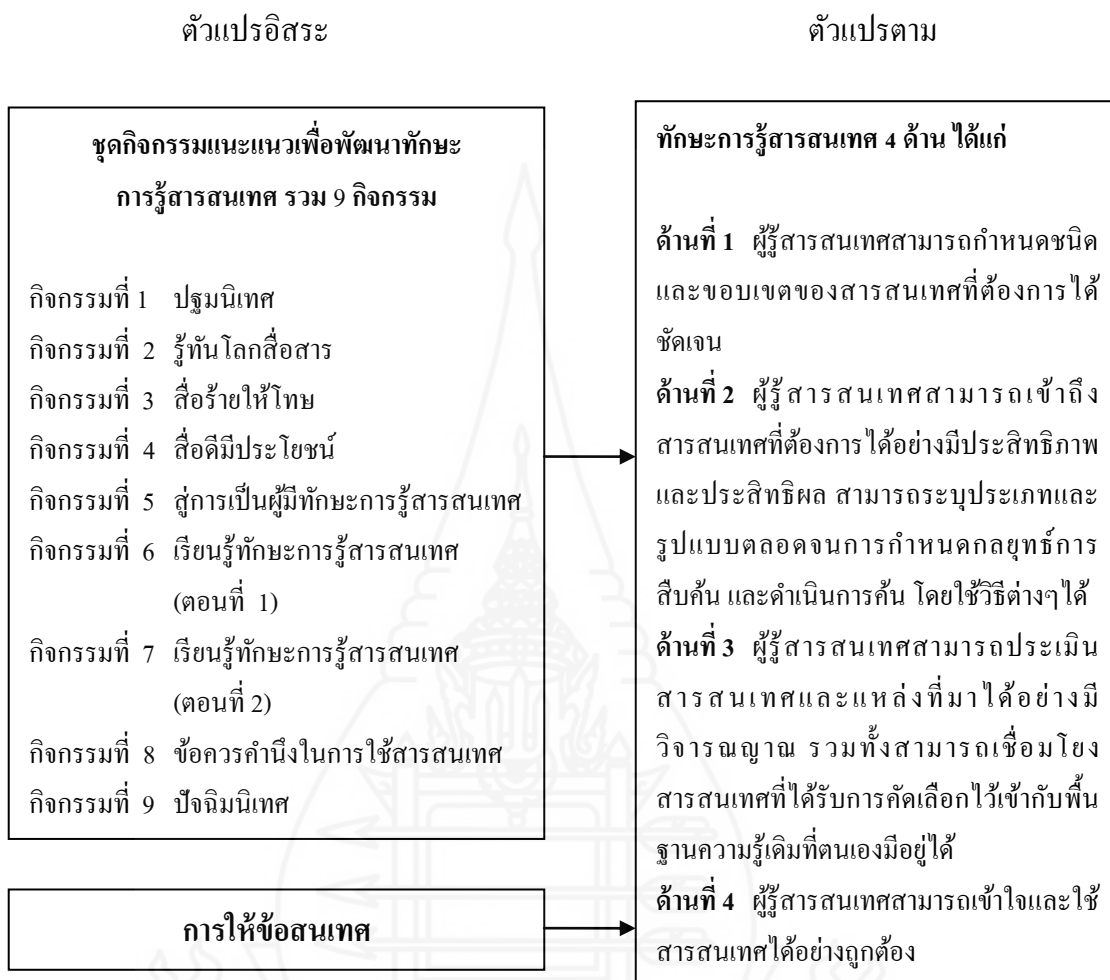 ตัวแปรอิสระ
ตัวแปรตาม
ชุดกิจกรรมแนะแนวเพื่อพัฒนาทักษะ
การรู้สารสนเทศ รวม 9 กิจกรรม
กิจกรรมที่ 1 ปฐมนิเทศ
กิจกรรมที่ 2 รู้ทันโลกสื่อสาร
กิจกรรมที่ 3 สื่อร้ายให้โทษ
กิจกรรมที่ 4 สื่อดีมีประโยชน์
กิจกรรมที่ 5 สู่การเป็นผู้มีทักษะการรู้สารสนเทศ
กิจกรรมที่ 6 เรียนรู้ทักษะการรู้สารสนเทศ
(ตอนที่ 1)
กิจกรรมที่ 7 เรียนรู้ทักษะการรู้สารสนเทศ
(ตอนที่ 2)
กิจกรรมที่ 8 ข้อควรคำนึงในการใช้สารสนเทศ
กิจกรรมที่ 9 ปัจฉิมนิเทศ
การให้ข้อสนเทศ
ทักษะการรู้สารสนเทศ 4 ด้าน ได้แก่
ด้านที่ 1 ผู้รู้สารสนเทศสามารถกำหนดชนิด
และขอบเขตของสารสนเทศที่ต้องการได้
ชัดเจน
ด้านที่ 2 ผู้รู้สารสนเทศสามารถเข้าถึง
สารสนเทศที่ต้องการได้อย่างมีประสิทธิภาพ
และประสิทธิผล สามารถระบุประเภทและ
รูปแบบตลอดจนการกำหนดกลยุทธ์การ
สืบค้น และดำเนินการค้น โดยใช้วิธีต่างๆได้
ด้านที่ 3 ผู้รู้สารสนเทศสามารถประเมิน
สารสนเทศและแหล่งที่มาได้อย่างมี
วิจารณญาณ รวมทั้งสามารถเชื่อมโยง
สารสนเทศที่ได้รับการคัดเลือกไว้เข้ากับพื้น
ฐานความรู้เดิมที่ตนเองมีอยู่ได้
ด้านที่ 4 ผู้รู้สารสนเทศสามารถเข้าใจและใช้
สารสนเทศได้อย่างถูกต้อง